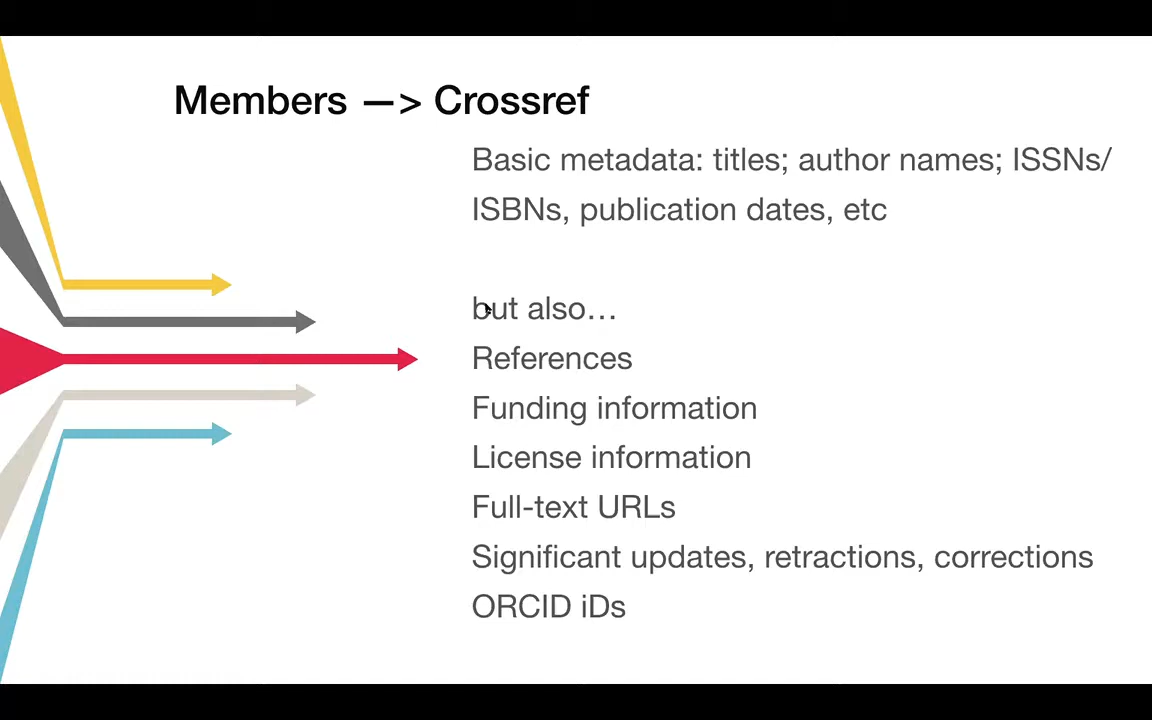 Members —> Crossref
Basic metadata: titles; author names; ISSNs/
ISBNs, publication dates, etc
but also…
References
Funding information
License information
Full-text URLs
Significant updates, retractions, corrections
ORCID iDs